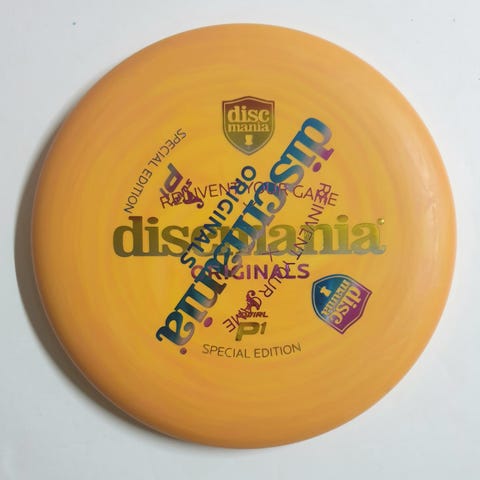 disc
mania
REINVENT YOUR GAME
discmania
ORIGINALS
SWIRL
P1
SPECIAL EDITION
disc
mania
REINVENT YOUR GAME
discmania
ORIGINALS
P1
SPECIAL EDITION